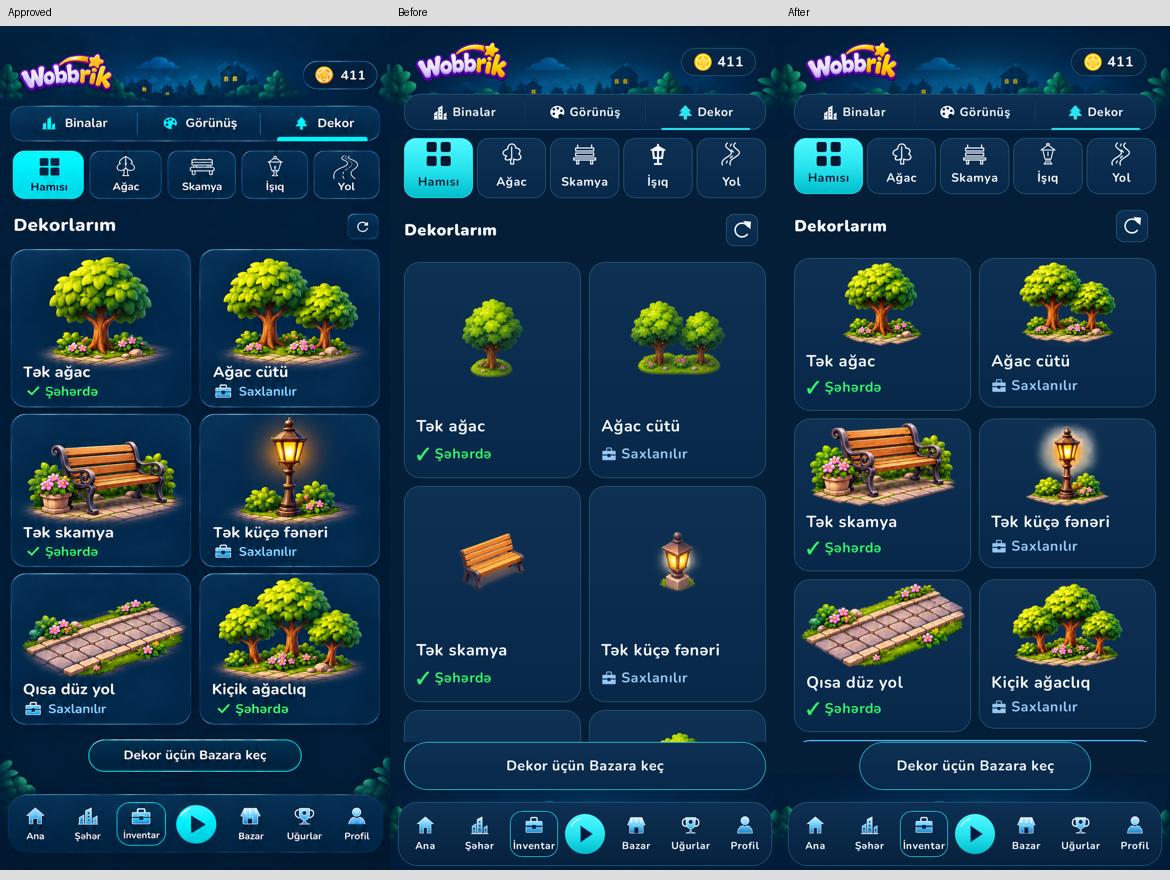 Approved
Before
After
Wobbrik
411
Binalar
Görünüş
Dekor
Hamısı
Ağac
Skamya
İşıq
Yol
Dekorlarım
Tək ağac
Şəhərdə
Ağac cütü
Saxlanılır
Tək skamya
Şəhərdə
Tək küçə fənəri
Saxlanılır
Qısa düz yol
Saxlanılır
Kiçik ağaclıq
Şəhərdə
Dekor üçün Bazara keç
Ana
Şəhər
İnventar
Bazar
Uğurlar
Profil
Wobbrik
411
Binalar
Görünüş
Dekor
Hamısı
Ağac
Skamya
İşıq
Yol
Dekorlarım
Tək ağac
Şəhərdə
Ağac cütü
Saxlanılır
Tək skamya
Şəhərdə
Tək küçə fənəri
Saxlanılır
Dekor üçün Bazara keç
Ana
Şəhər
İnventar
Bazar
Uğurlar
Profil
Wobbrik
411
Binalar
Görünüş
Dekor
Hamısı
Ağac
Skamya
İşıq
Yol
Dekorlarım
Tək ağac
Şəhərdə
Ağac cütü
Saxlanılır
Tək skamya
Şəhərdə
Tək küçə fənəri
Saxlanılır
Qısa düz yol
Şəhərdə
Kiçik ağaclıq
Saxlanılır
Dekor üçün Bazara keç
Ana
Şəhər
İnventar
Bazar
Uğurlar
Profil